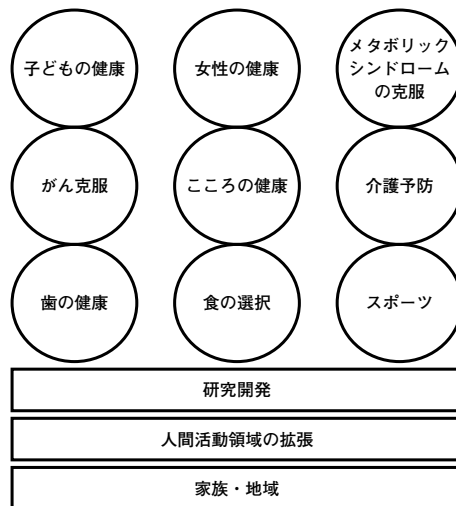 子どもの健康
女性の健康
メタボリック
シンドローム
の克服
がん克服
こころの健康
介護予防
歯の健康
食の選択
スポーツ
研究開発
人間活動領域の拡張
家族・地域